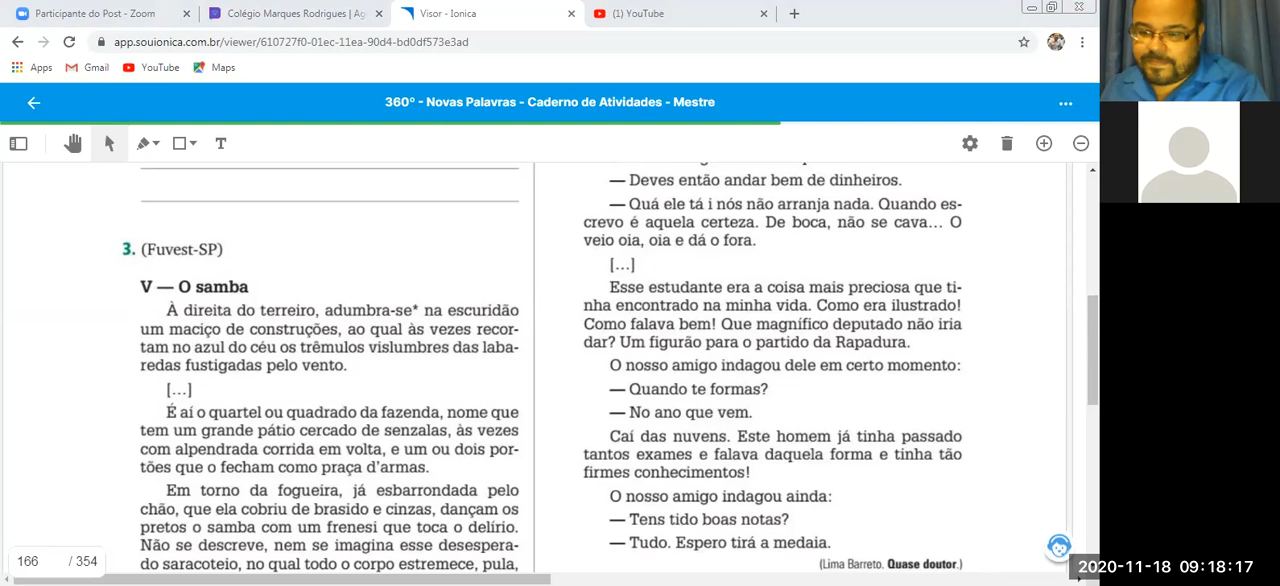 Participante do Post - Zoom
Colégio Marques Rodrigues | Ag
Visor - Ionica
(1) YouTube
app.souionica.com.br/viewer/610727f0-01ec-11ea-90d4-bd0df573e3ad
Apps
Gmail
YouTube
Maps
360º - Novas Palavras - Caderno de Atividades - Mestre
3. (Fuvest-SP)
V — O samba
À direita do terreiro, adumbra-se* na escuridão
um maciço de construções, ao qual às vezes recor-
tam no azul do céu os trêmulos vislumbres das laba-
redas fustigadas pelo vento.
[...]
É aí o quartel ou quadrado da fazenda, nome que
tem um grande pátio cercado de senzalas, às vezes
com alpendrada corrida em volta, e um ou dois por-
tões que o fecham como praça d’armas.
Em torno da fogueira, já esbarrondada pelo
chão, que ela cobriu de brasido e cinzas, dançam os
pretos o samba com um frenesi que toca o delírio.
Não se descreve, nem se imagina esse desespera-
do saracoteio, no qual todo o corpo estremece, pula,
— Deves então andar bem de dinheiros.
— Quá ele tá i nós não arranja nada. Quando es-
crevo é aquela certeza. De boca, não se cava... O
veio oia, oia e dá o fora.
[...]
Esse estudante era a coisa mais preciosa que ti-
nha encontrado na minha vida. Como era ilustrado!
Como falava bem! Que magnífico deputado não iria
dar? Um figurão para o partido da Rapadura.
O nosso amigo indagou dele em certo momento:
— Quando te formas?
— No ano que vem.
Caí das nuvens. Este homem já tinha passado
tantos exames e falava daquela forma e tinha tão
firmes conhecimentos!
O nosso amigo indagou ainda:
— Tens tido boas notas?
— Tudo. Espero tirá a medaia.
(Lima Barreto. Quase doutor.)
166 / 354
2020-11-18 09:18:17